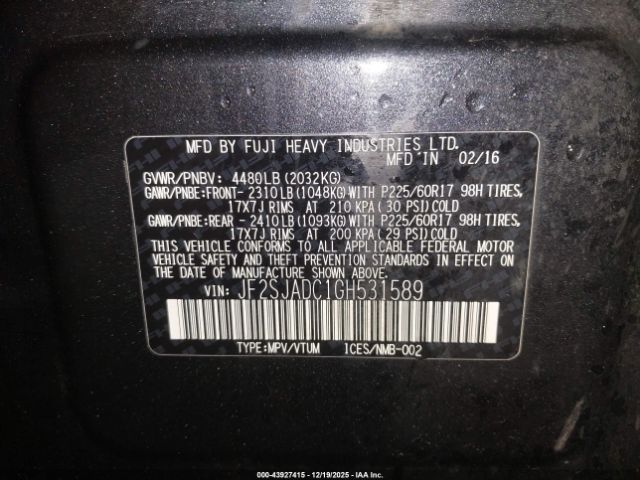 MFD BY FUJI HEAVY INDUSTRIES LTD.
MFD IN 02/16
GVWR/PNBV: 4480LB (2032KG)
GAWR/PNBE:FRONT- 2310LB(1048KG)WITH P225/60R17 98H TIRES,
17X7J RIMS AT 210 KPA(30 PSI)COLD
GAWR/PNBE:REAR - 2410LB(1093KG)WITH P225/60R17 98H TIRES,
17X7J RIMS AT 200 KPA(29 PSI)COLD
THIS VEHICLE CONFORMS TO ALL APPLICABLE FEDERAL MOTOR
VEHICLE SAFETY AND THEFT PREVENTION STANDARDS IN EFFECT ON
THE DATE OF MANUFACTURE SHOWN ABOVE.
VIN: JF2SJADC1GH531589
TYPE:MPV/VTUM ICES/NMB-002
000-43927415 - 12/19/2025 - IAA Inc.